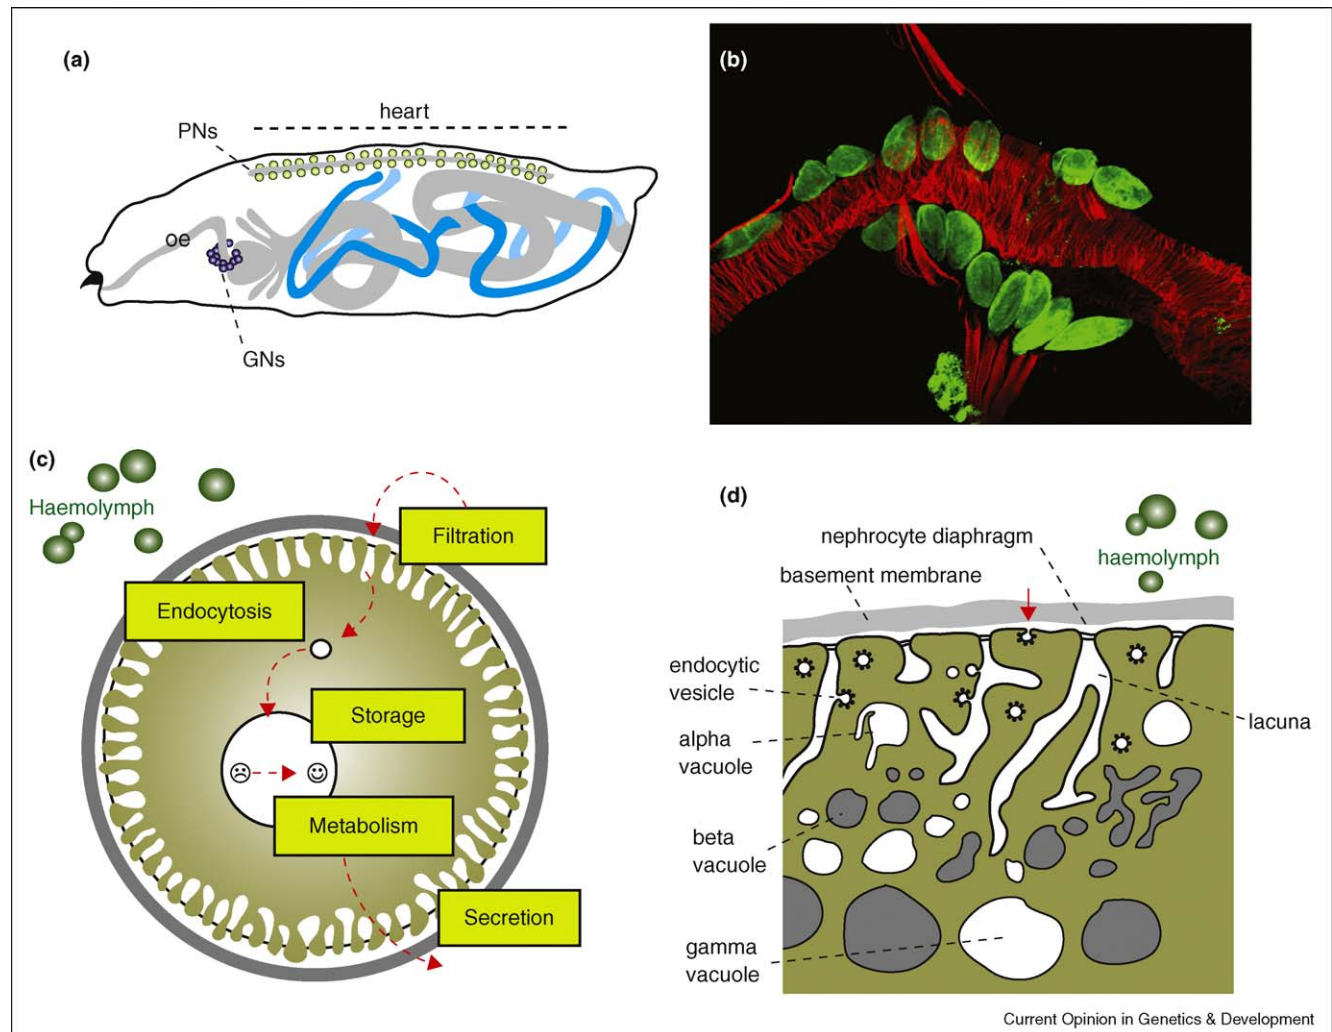 (a)
heart
PNs
oe
GNs
(b)
(c)
Haemolymph
Filtration
Endocytosis
Storage
Metabolism
Secretion
(d)
nephrocyte diaphragm
haemolymph
basement membrane
endocytic
vesicle
lacuna
alpha
vacuole
beta
vacuole
gamma
vacuole
Current Opinion in Genetics & Development